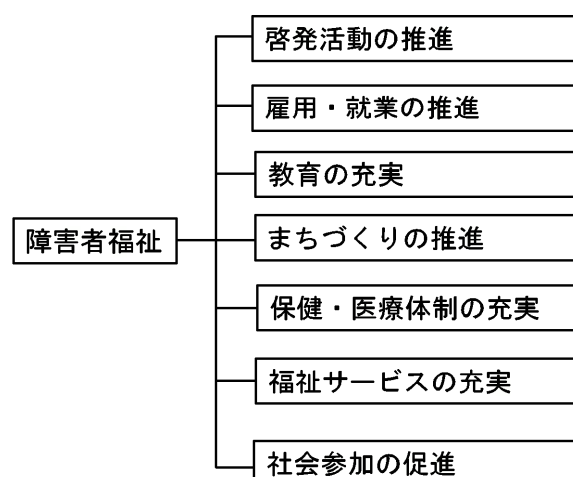 啓発活動の推進
雇用・就業の推進
教育の充実
障害者福祉
まちづくりの推進
保健・医療体制の充実
福祉サービスの充実
社会参加の促進